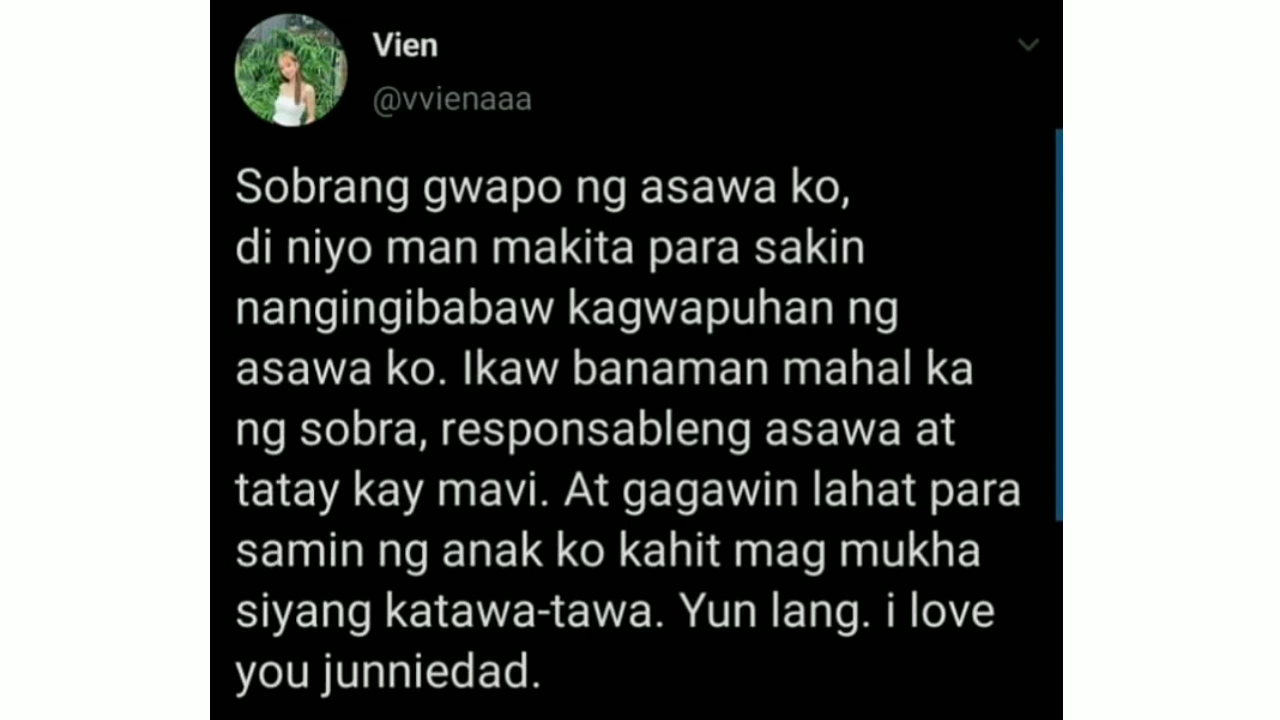 Vien
@vvienaaa
Sobrang gwapo ng asawa ko,
di niyo man makita para sakin
nangingibabaw kagwapuhan ng
asawa ko. Ikaw banaman mahal ka
ng sobra, responsableng asawa at
tatay kay mavi. At gagawin lahat para
samin ng anak ko kahit mag mukha
siyang katawa-tawa. Yun lang. i love
you junniedad.